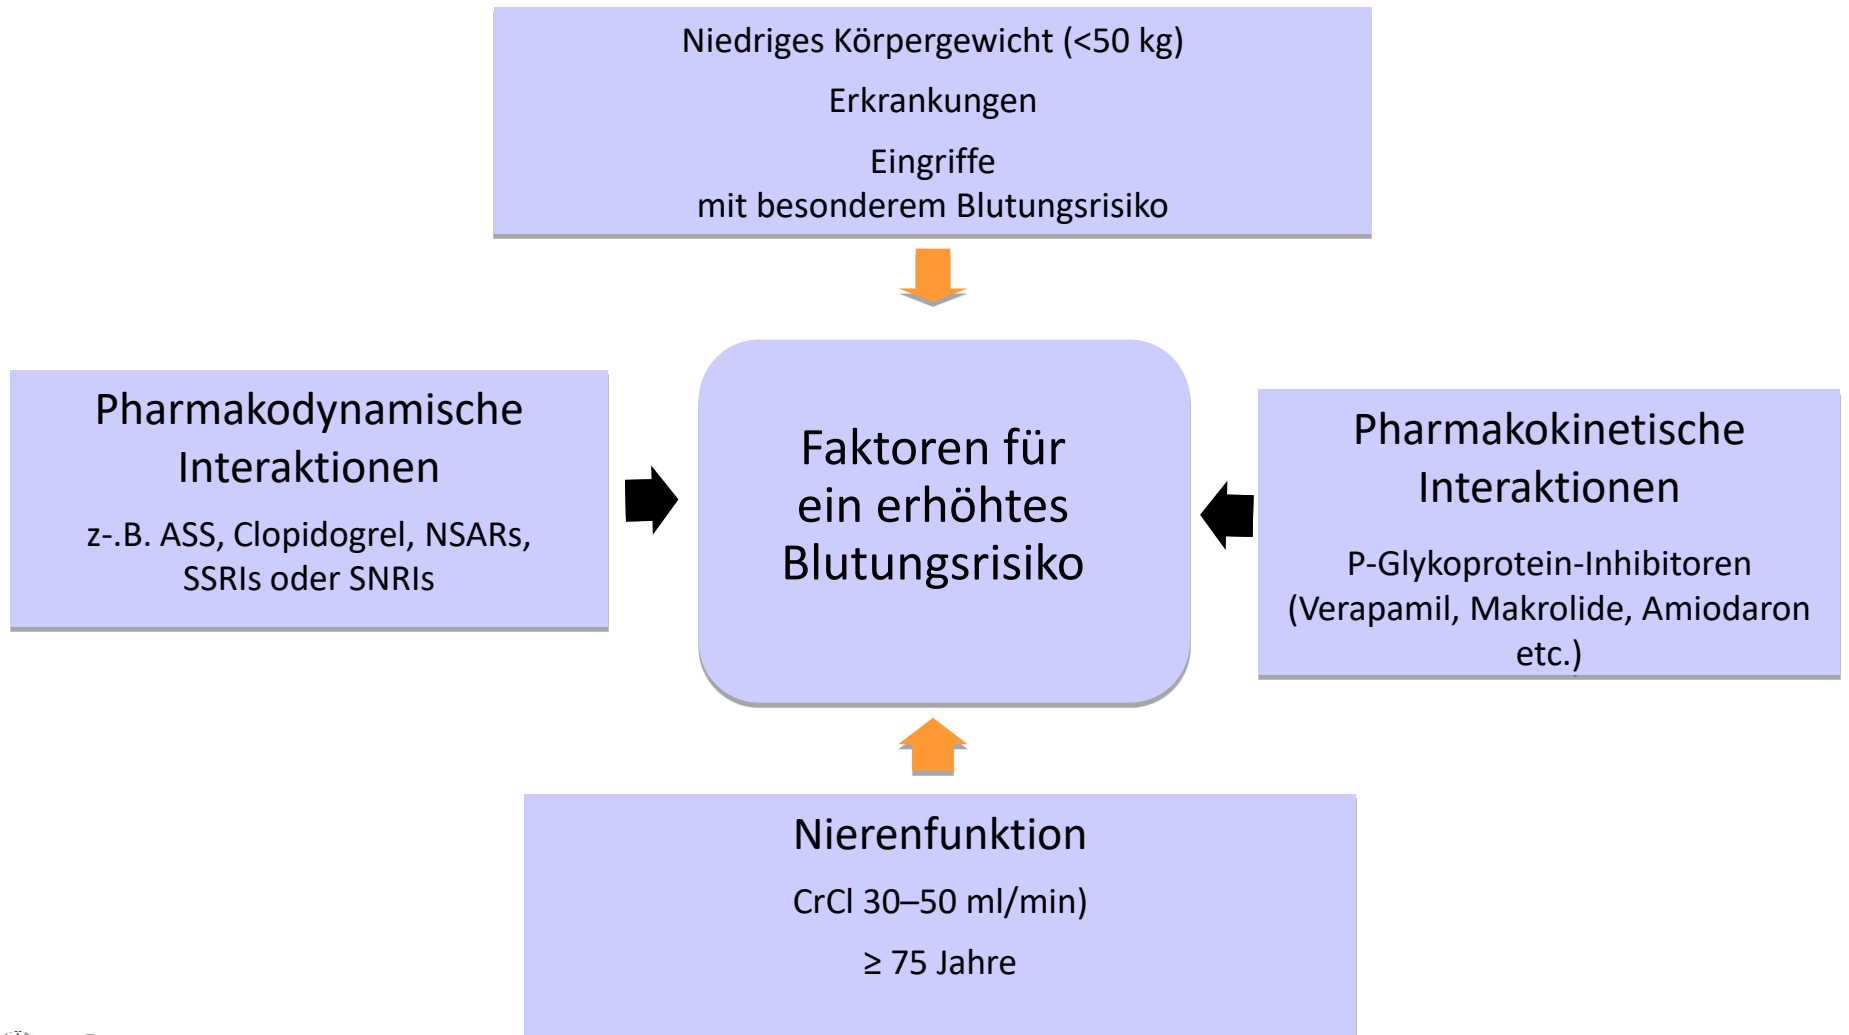 Niedriges Körpergewicht (<50 kg)
Erkrankungen
Eingriffe
mit besonderem Blutungsrisiko
Pharmakodynamische
Interaktionen
z-.B. ASS, Clopidogrel, NSARs,
SSRIs oder SNRIs
Faktoren für
ein erhöhtes
Blutungsrisiko
Pharmakokinetische
Interaktionen
P-Glykoprotein-Inhibitoren
(Verapamil, Makrolide, Amiodaron
etc.)
Nierenfunktion
CrCl 30–50 ml/min)
≥ 75 Jahre